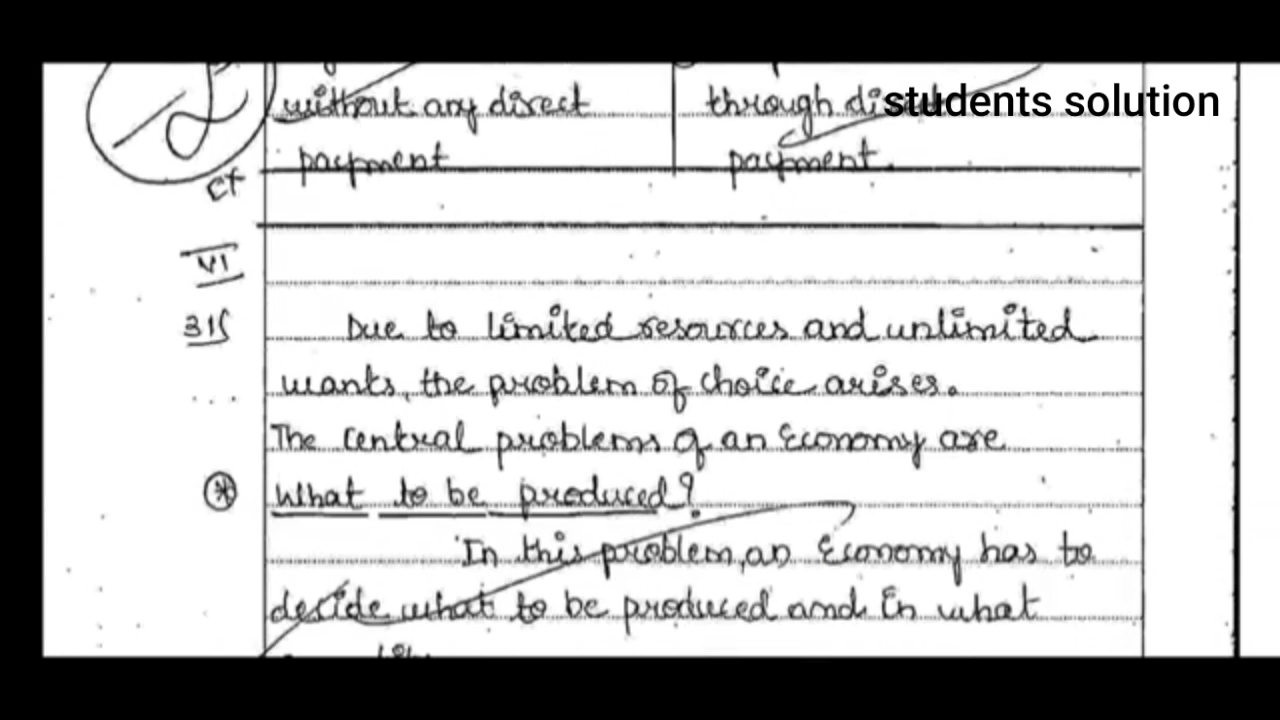 students solution
without any direct
through
payment
payment.
VI
31
Due to limited resources and unlimited
wants, the problem of choice arises.
The central problems of an Economy are
What to be produced?
In this problem, an Economy has to
decide what to be produced and in what